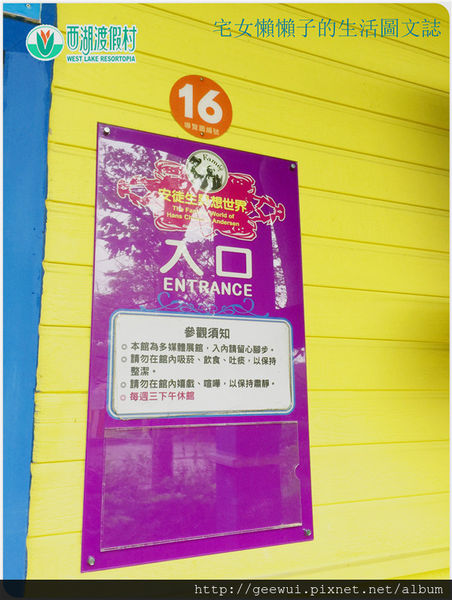 宅女懶懶子的生活圖文誌
西湖渡假村
WEST LAKE RESORTOPIA
16
導覽圖編號
Family
安徒生幻想世界
The Fantasy World of
Hans Christian Andersen
入口
ENTRANCE
參觀須知
本館為多媒體展館，入內請留心腳步。
請勿在館內吸菸、飲食、吐痰，以保持
整潔。
請勿在館內嬉戲、喧嘩，以保持肅靜。
每週三下午休館
http://geewui.pixnet.net/album